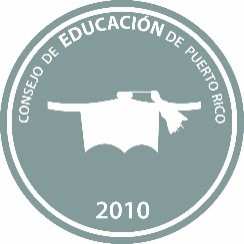 CONSEJO DE EDUCACIÓN DE PUERTO RICO
2010